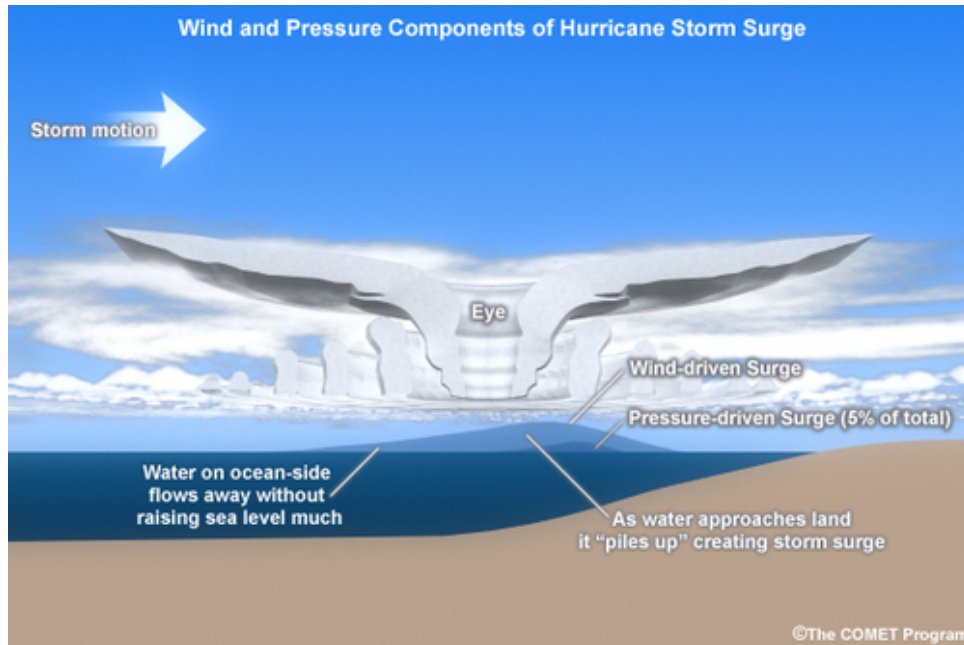 Wind and Pressure Components of Hurricane Storm Surge
Storm motion
Eye
Wind-driven Surge
Pressure-driven Surge (5% of total)
Water on ocean-side
flows away without
raising sea level much
As water approaches land
it “piles up” creating storm surge
©The COMET Program